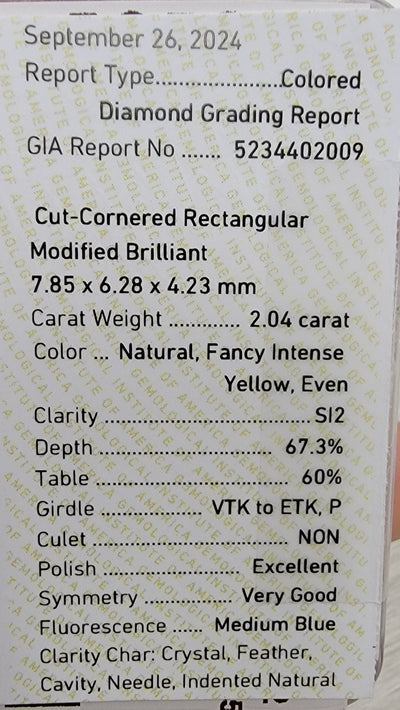 September 26, 2024
Report Type......................Colored
Diamond Grading Report
GIA Report No ....... 5234402009
Cut-Cornered Rectangular
Modified Brilliant
7.85 x 6.28 x 4.23 mm
Carat Weight ............. 2.04 carat
Color ... Natural, Fancy Intense
Yellow, Even
Clarity ..................................... SI2
Depth ................................ 67.3%
Table .................................. 60%
Girdle .................. VTK to ETK, P
Culet .................................. NON
Polish ........................ Excellent
Symmetry ............... Very Good
Fluorescence ...... Medium Blue
Clarity Char: Crystal, Feather,
Cavity, Needle, Indented Natural